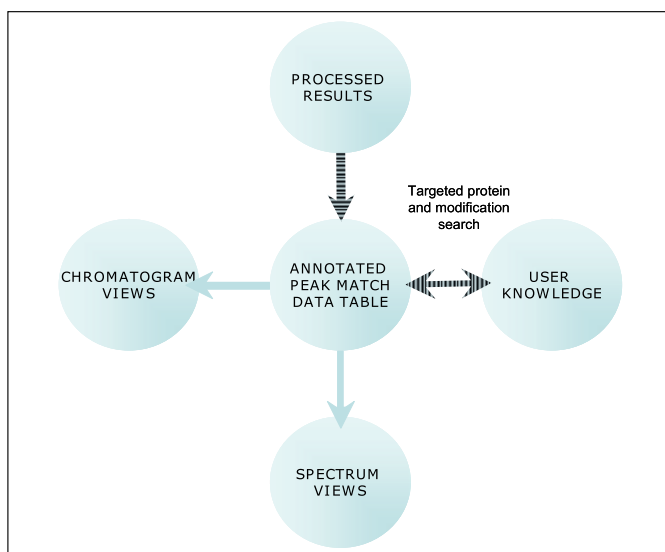 PROCESSED
RESULTS
Targeted protein
and modification
search
CHROMATOGRAM
VIEWS
ANNOTATED
PEAK MATCH
DATA TABLE
USER
KNOWLEDGE
SPECTRUM
VIEWS